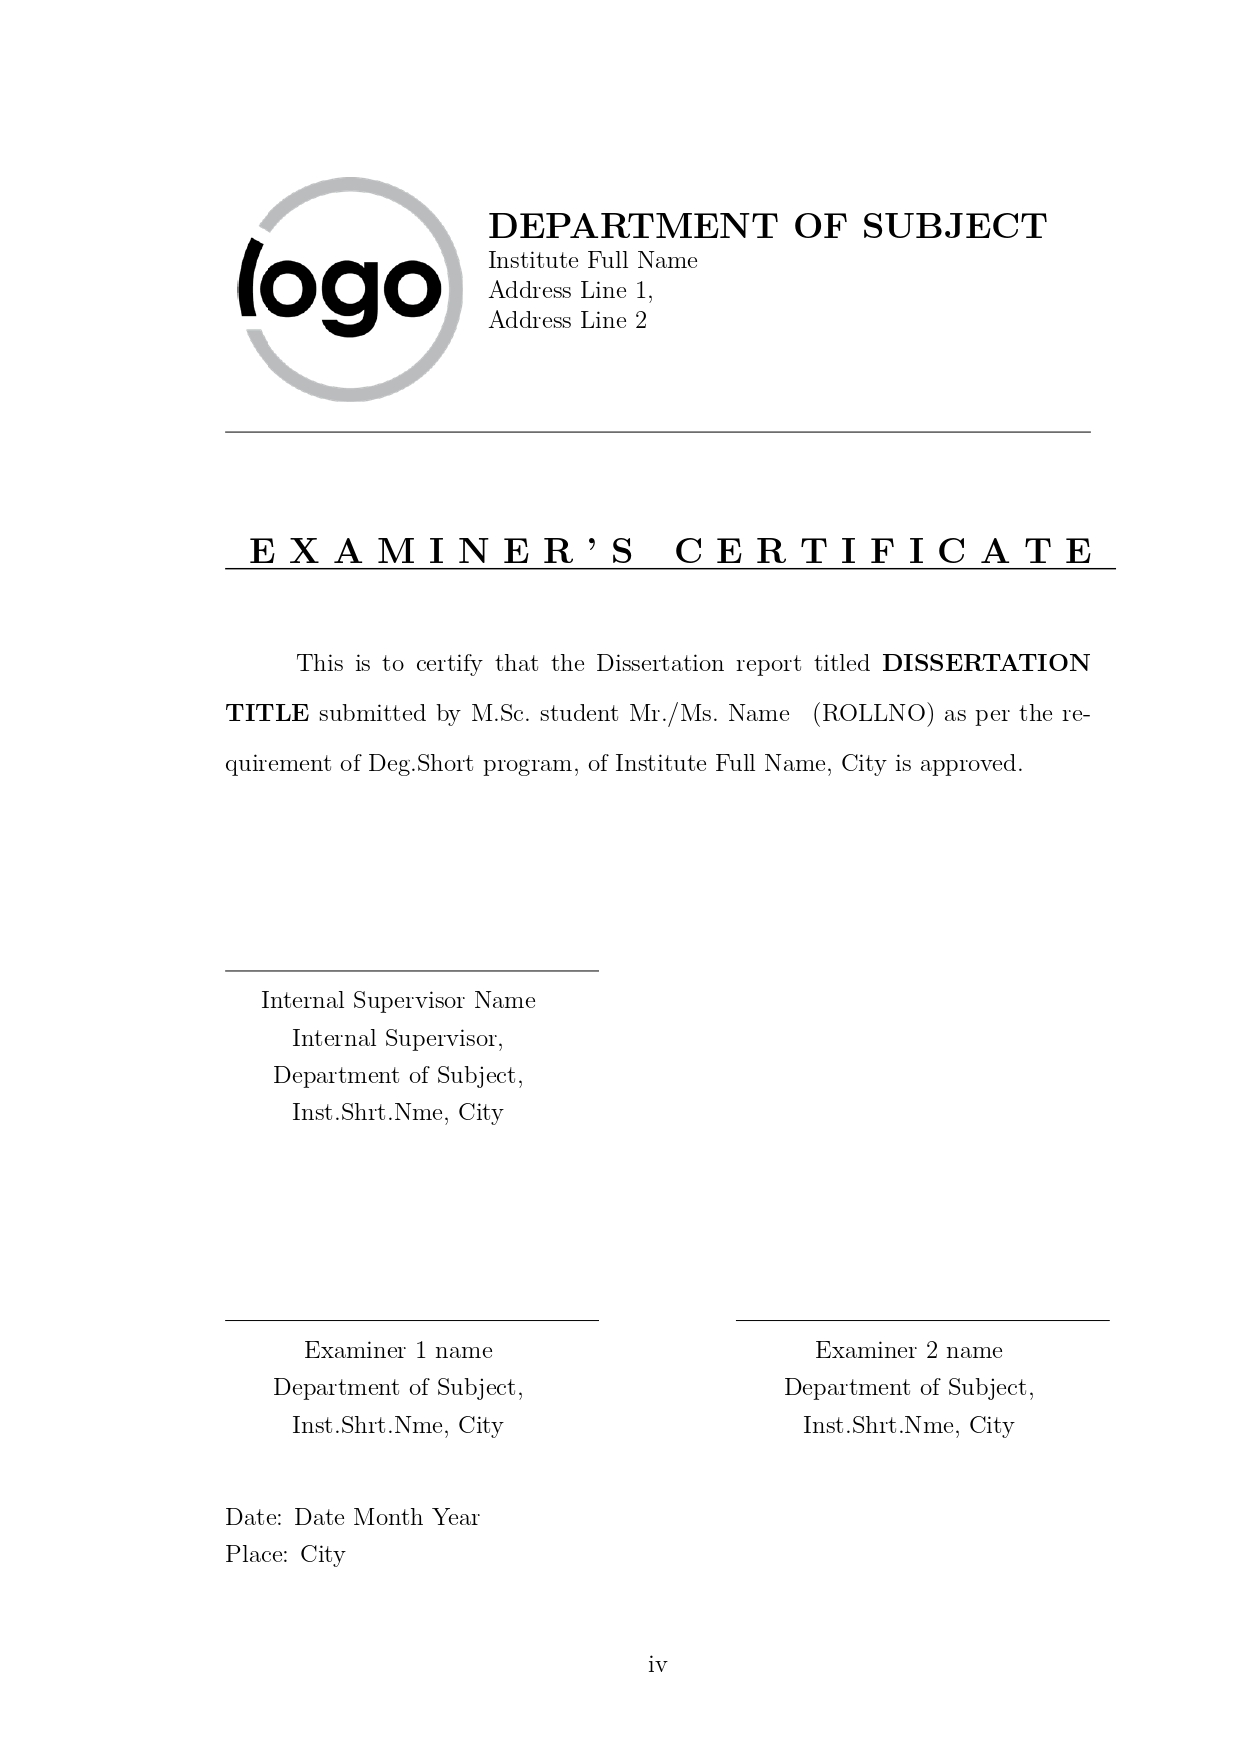 logo
DEPARTMENT OF SUBJECT
Institute Full Name
Address Line 1,
Address Line 2
EXAMINER'S CERTIFICATE
This is to certify that the Dissertation report titled DISSERTATION
TITLE submitted by M.Sc. student Mr./Ms. Name (ROLLNO) as per the re-
quirement of Deg.Short program, of Institute Full Name, City is approved.
Internal Supervisor Name
Internal Supervisor,
Department of Subject,
Inst.Shrt.Nme, City
Examiner 1 name
Department of Subject,
Inst.Shrt.Nme, City
Examiner 2 name
Department of Subject,
Inst.Shrt.Nme, City
Date: Date Month Year
Place: City
iv